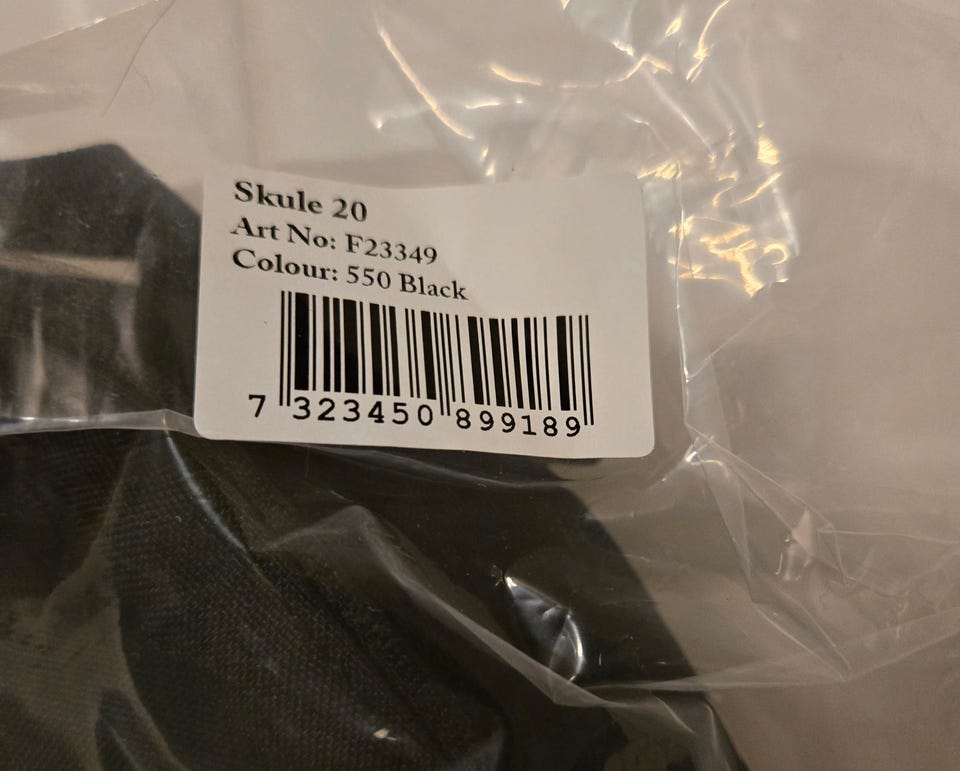 Skule 20
Art No: F23349
Colour: 550 Black
7 323450 899189